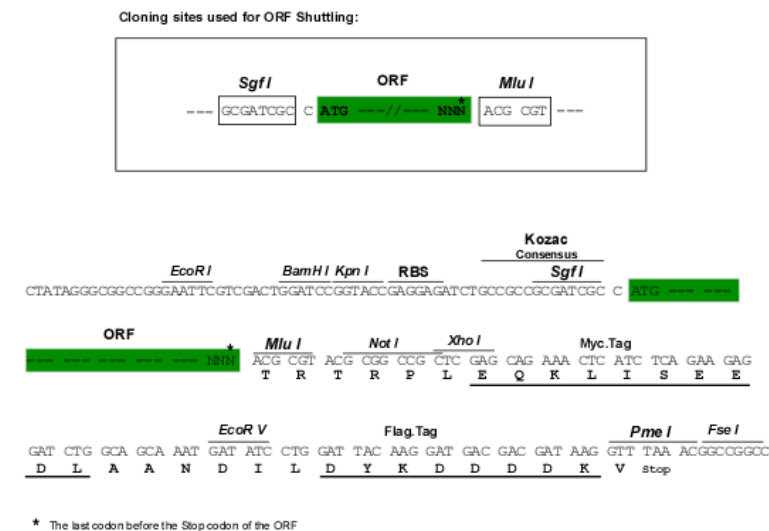 Cloning sites used for ORF Shuttling:
Sgf I ORF Mlu I
*
--- GCGATCGC C ATG ---//--- NNN ACG CGT ---
Kozac
Consensus
EcoR I BamH I Kpn I RBS Sgf I
CTATAGGGCGGCCGGGAATTCGTCGACTGGATCCGGTACCGAGGAGATCTGCCGCCGCGATCGC C ATG --- ---
ORF
* Mlu I Not I Xho I Myc.Tag
--- --- --- --- --- --- NNN ACG CGT ACG CGG CCG CTC GAG CAG AAA CTC ATC TCA GAA GAG
T R T R P L E Q K L I S E E
EcoR V Flag.Tag Pme I Fse I
GAT CTG GCA GCA AAT GAT ATC CTG GAT TAC AAG GAT GAC GAC GAT AAG GTT TAA ACGGCCGGCC
D L A A N D I L D Y K D D D D K V Stop
* The last codon before the Stop codon of the ORF